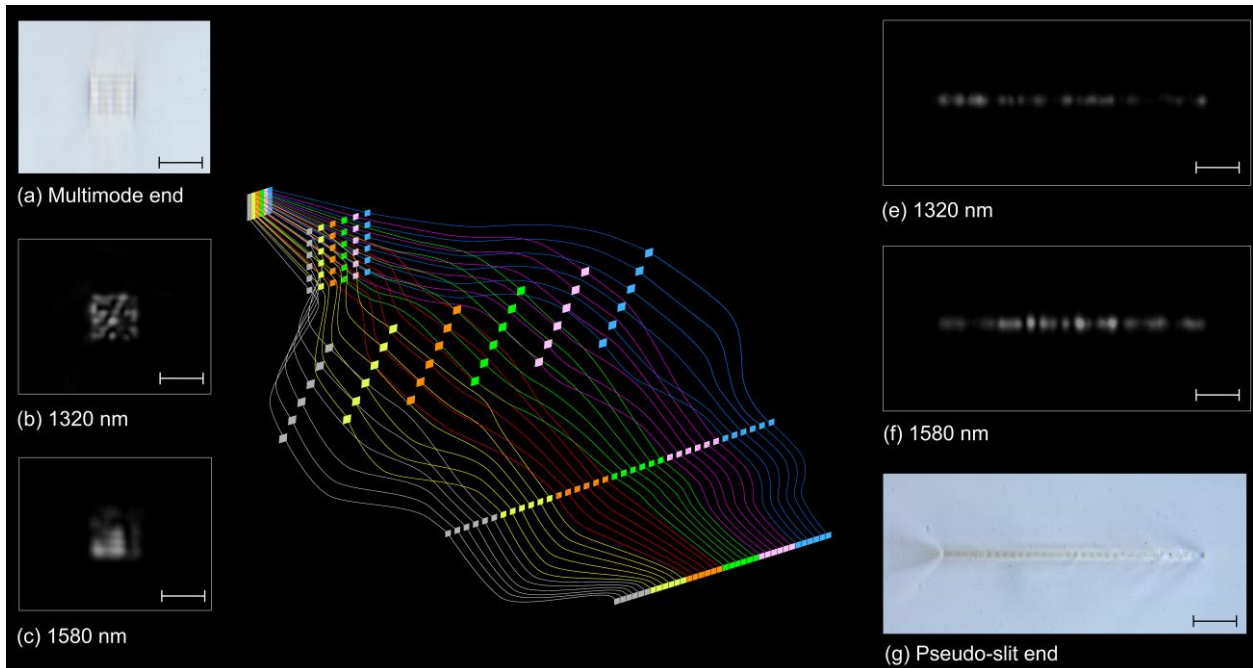 (a) Multimode end
(b) 1320 nm
(c) 1580 nm
(e) 1320 nm
(f) 1580 nm
(g) Pseudo-slit end